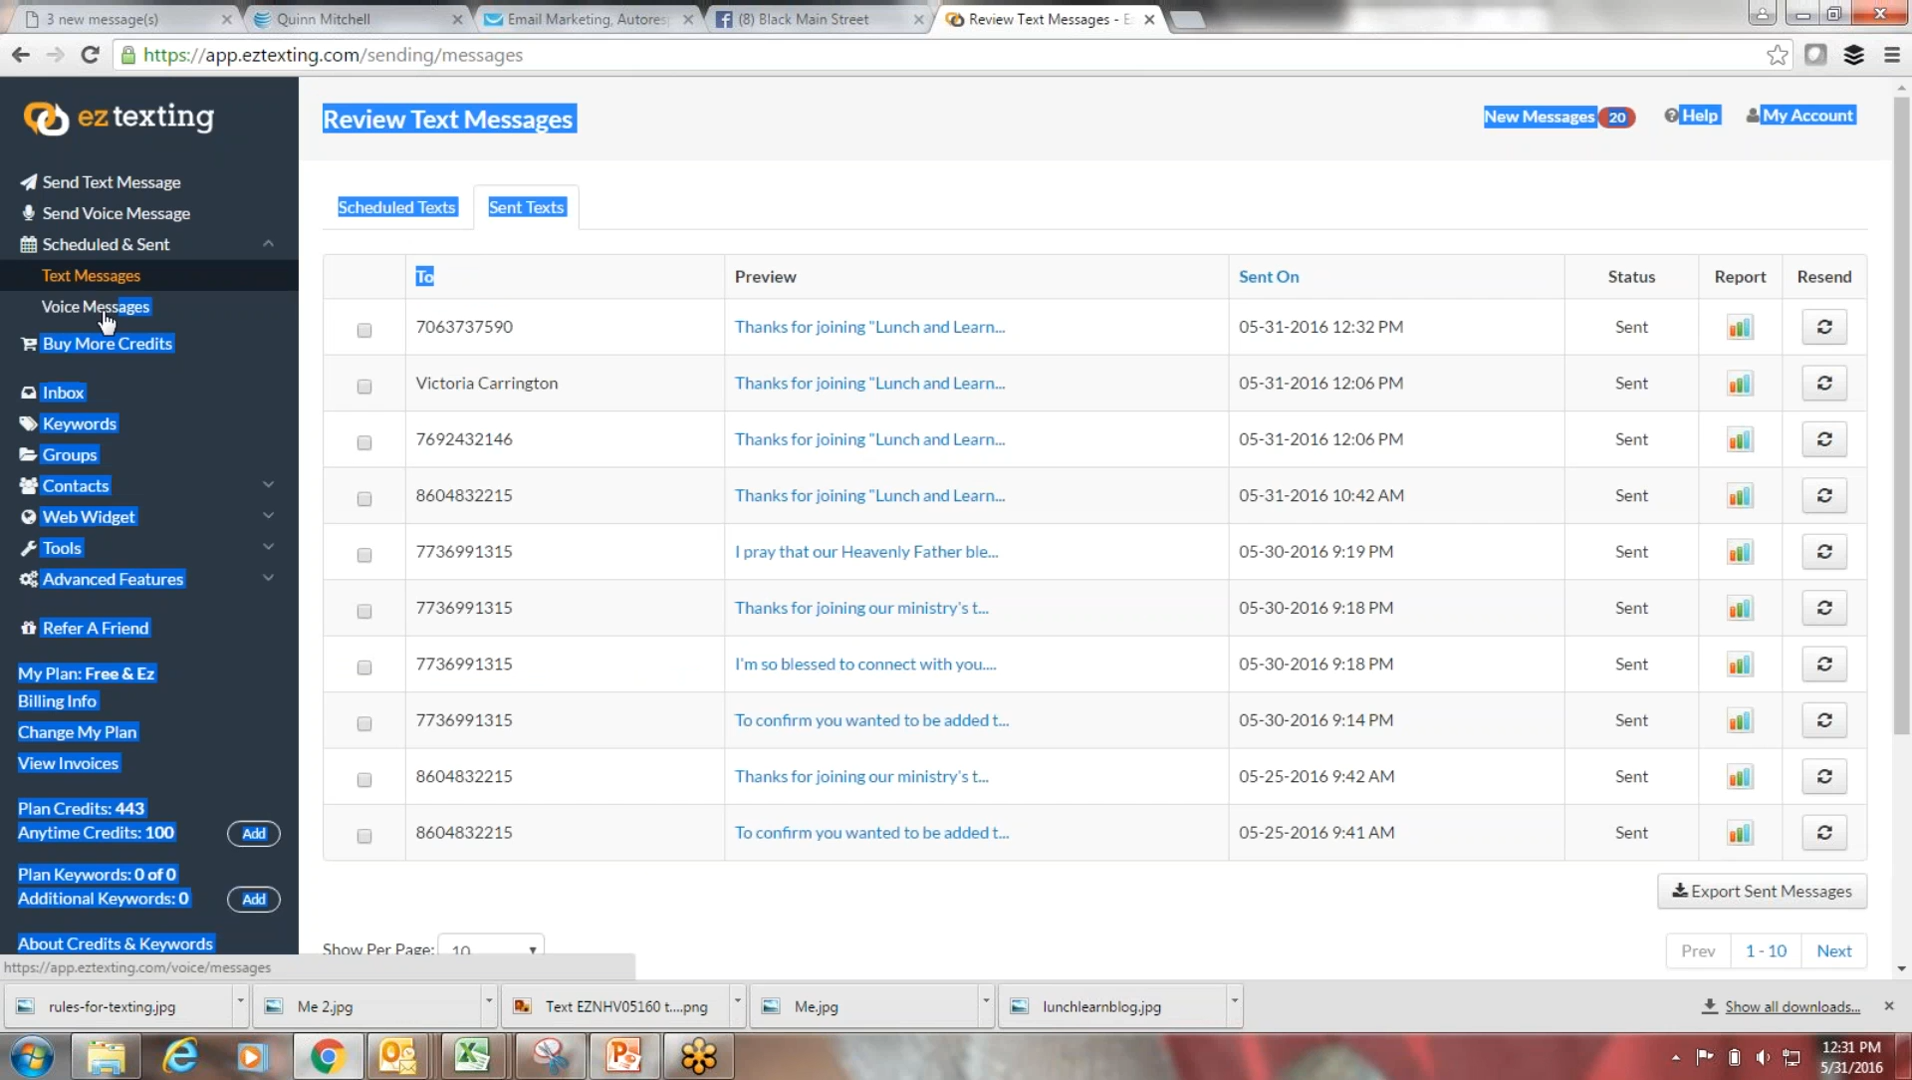 3 new message(s)
Quinn Mitchell
Email Marketing, Autores
(8) Black Main Street
Review Text Messages - E
https://app.eztexting.com/sending/messages
ez texting
Review Text Messages
New Messages 20
Help
My Account
Send Text Message
Send Voice Message
Scheduled & Sent
Text Messages
Voice Messages
Buy More Credits
Inbox
Keywords
Groups
Contacts
Web Widget
Tools
Advanced Features
Refer A Friend
My Plan: Free & Ez
Billing Info
Change My Plan
View Invoices
Plan Credits: 443
Anytime Credits: 100 Add
Plan Keywords: 0 of 0
Additional Keywords: 0 Add
About Credits & Keywords
https://app.eztexting.com/voice/messages
Scheduled Texts Sent Texts
To Preview Sent On Status Report Resend
7063737590 Thanks for joining "Lunch and Learn... 05-31-2016 12:32 PM Sent
Victoria Carrington Thanks for joining "Lunch and Learn... 05-31-2016 12:06 PM Sent
7692432146 Thanks for joining "Lunch and Learn... 05-31-2016 12:06 PM Sent
8604832215 Thanks for joining "Lunch and Learn... 05-31-2016 10:42 AM Sent
7736991315 I pray that our Heavenly Father ble... 05-30-2016 9:19 PM Sent
7736991315 Thanks for joining our ministry's t... 05-30-2016 9:18 PM Sent
7736991315 I'm so blessed to connect with you.... 05-30-2016 9:18 PM Sent
7736991315 To confirm you wanted to be added t... 05-30-2016 9:14 PM Sent
8604832215 Thanks for joining our ministry's t... 05-25-2016 9:42 AM Sent
8604832215 To confirm you wanted to be added t... 05-25-2016 9:41 AM Sent
Export Sent Messages
Show Per Page: 10
Prev 1 - 10 Next
rules-for-texting.jpg
Me 2.jpg
Text EZNHV05160 t....png
Me.jpg
lunchlearnblog.jpg
Show all downloads...
12:31 PM
5/31/2016